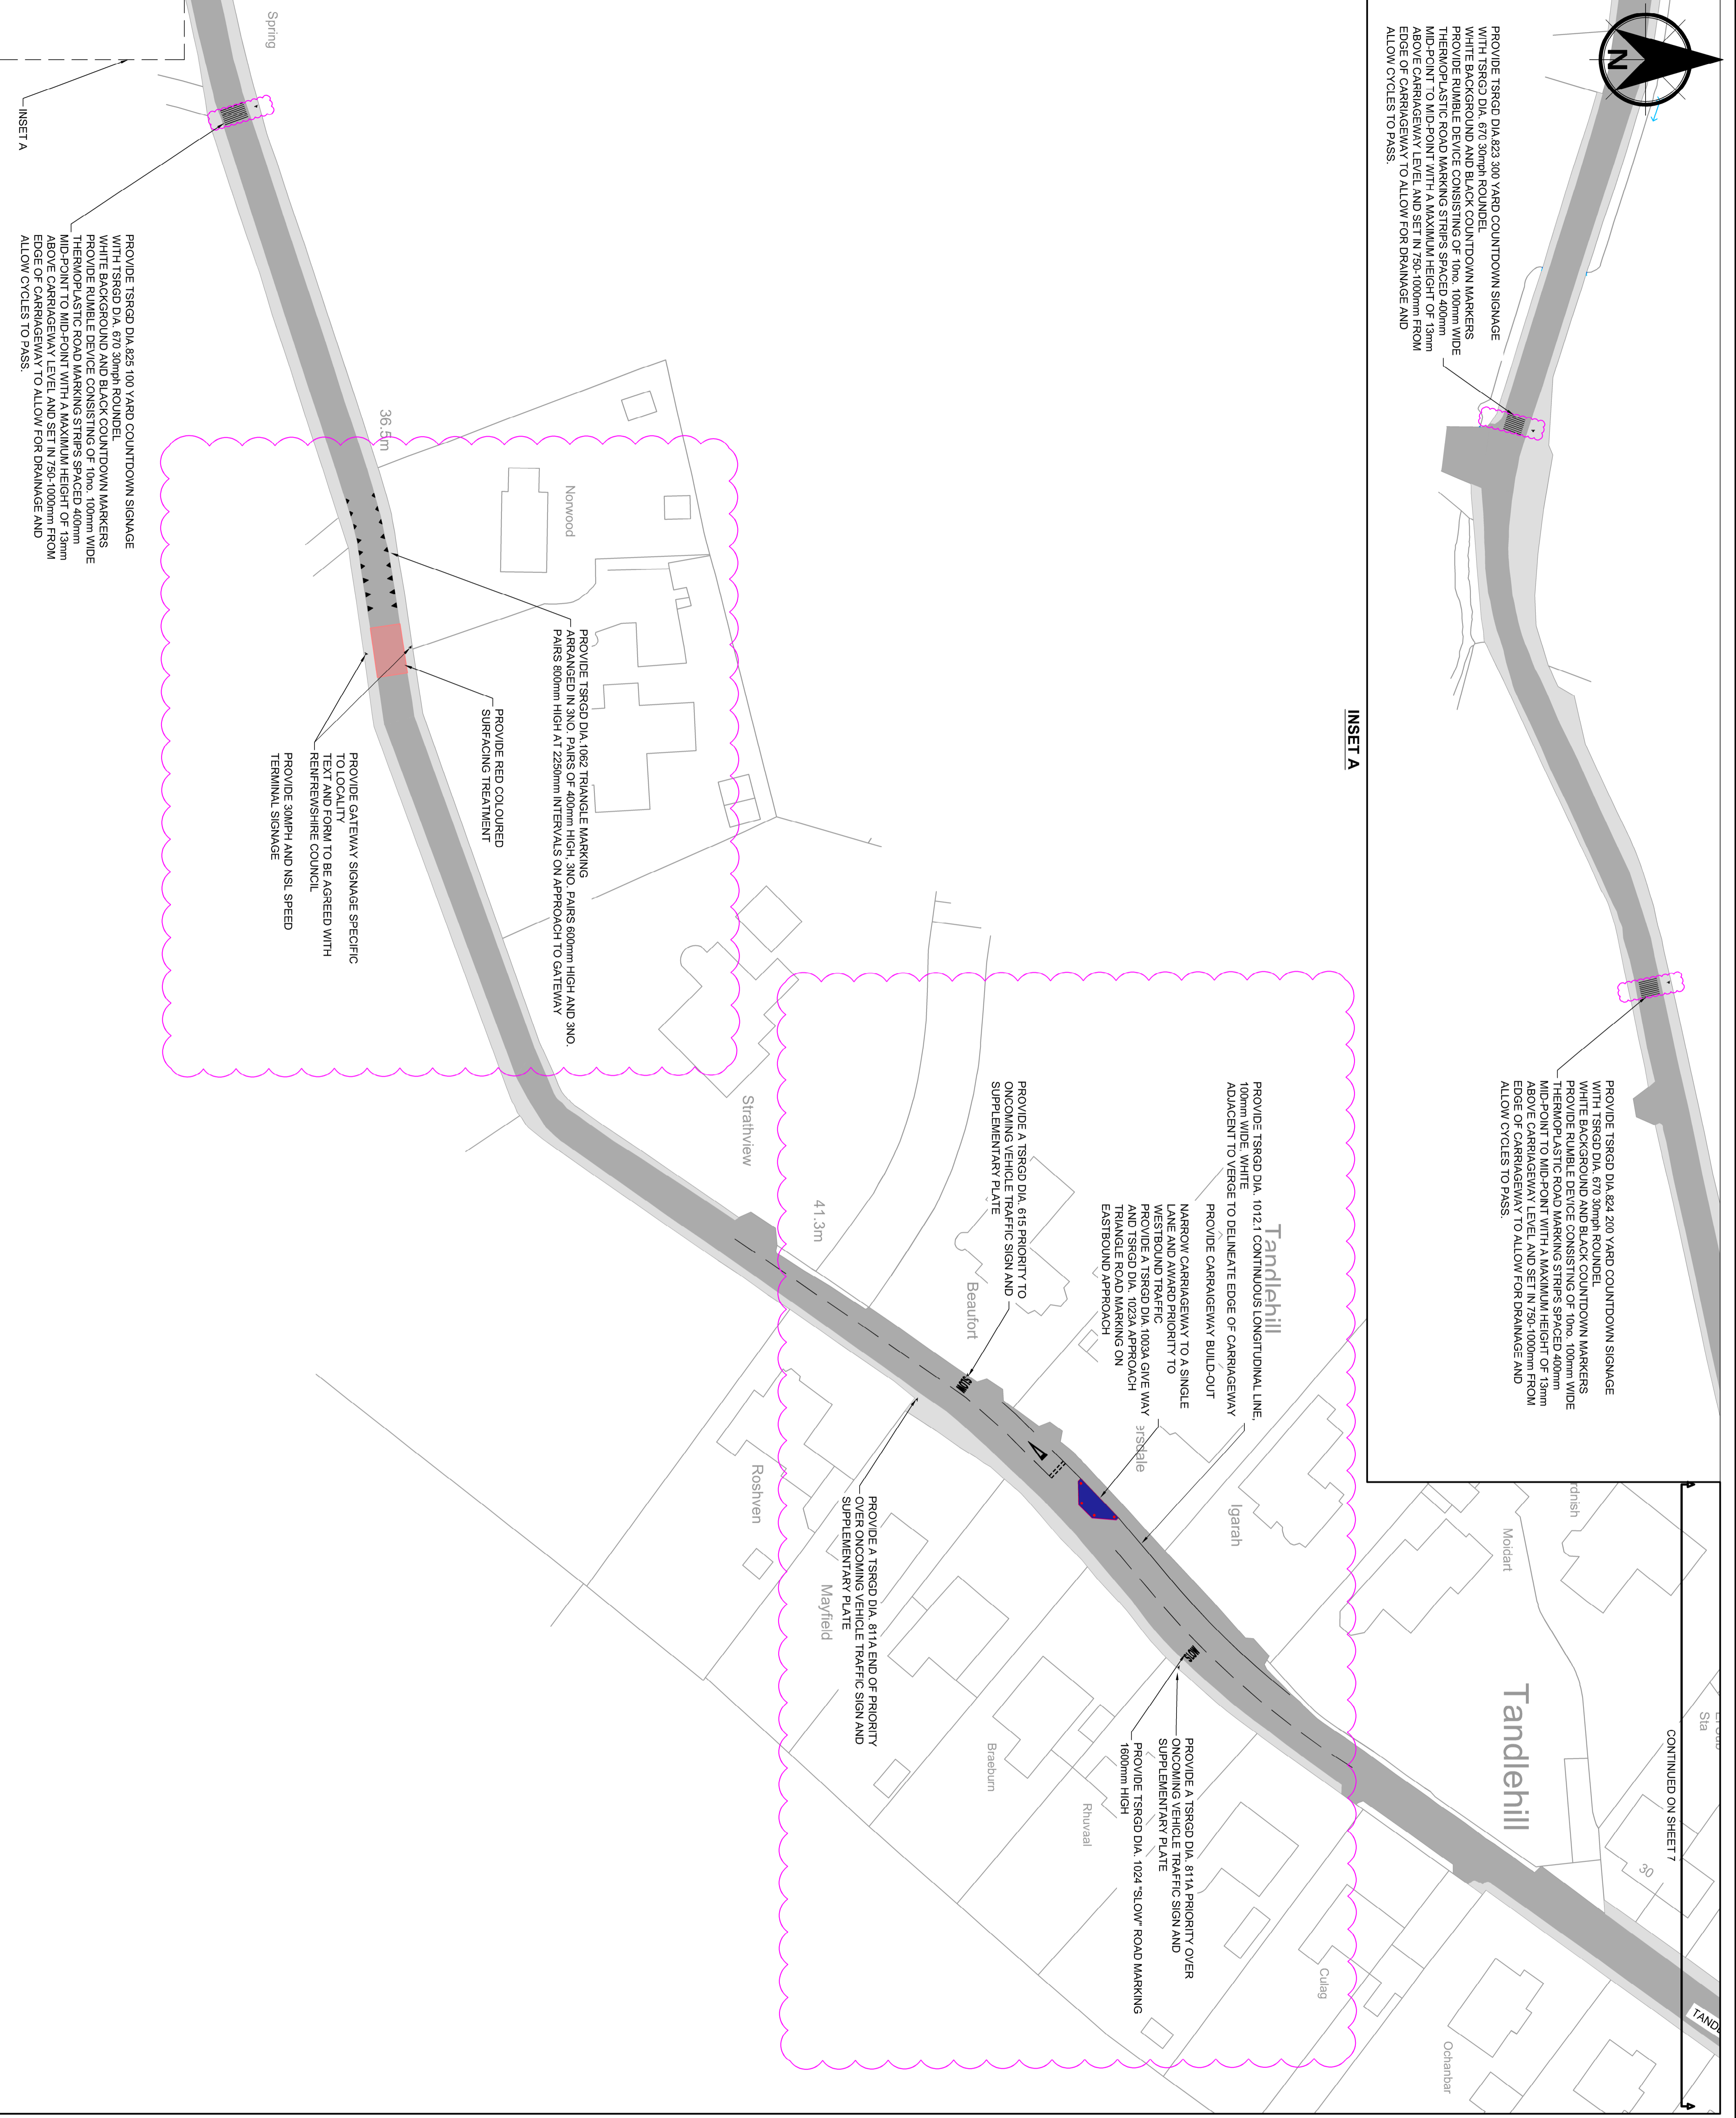 N
PROVIDE TSRGD DIA.823 300 YARD COUNTDOWN SIGNAGE
WITH TSRGD DIA. 670 30mph ROUNDEL
WHITE BACKGROUND AND BLACK COUNTDOWN MARKERS
PROVIDE RUMBLE DEVICE CONSISTING OF 10no. 100mm WIDE
THERMOPLASTIC ROAD MARKING STRIPS SPACED 400mm
MID-POINT TO MID-POINT WITH A MAXIMUM HEIGHT OF 13mm
ABOVE CARRIAGEWAY LEVEL AND SET IN 750-1000mm FROM
EDGE OF CARRIAGEWAY TO ALLOW FOR DRAINAGE AND
ALLOW CYCLES TO PASS.
PROVIDE TSRGD DIA.824 200 YARD COUNTDOWN SIGNAGE
WITH TSRGD DIA. 670 30mph ROUNDEL
WHITE BACKGROUND AND BLACK COUNTDOWN MARKERS
PROVIDE RUMBLE DEVICE CONSISTING OF 10no. 100mm WIDE
THERMOPLASTIC ROAD MARKING STRIPS SPACED 400mm
MID-POINT TO MID-POINT WITH A MAXIMUM HEIGHT OF 13mm
ABOVE CARRIAGEWAY LEVEL AND SET IN 750-1000mm FROM
EDGE OF CARRIAGEWAY TO ALLOW FOR DRAINAGE AND
ALLOW CYCLES TO PASS.
INSET A
CONTINUED ON SHEET 7
Sta
30
Tandlehill
Moidart
Ochanbar
Culag
Tandlehill
Igarah
PROVIDE TSRGD DIA. 1012.1 CONTINUOUS LONGITUDINAL LINE,
100mm WIDE, WHITE
ADJACENT TO VERGE TO DELINEATE EDGE OF CARRIAGEWAY
PROVIDE CARRAIGEWAY BUILD-OUT
NARROW CARRIAGEWAY TO A SINGLE
LANE AND AWARD PRIORITY TO
WESTBOUND TRAFFIC
PROVIDE A TSRGD DIA.1003A GIVE WAY
AND TSRGD DIA. 1023A APPROACH
TRIANGLE ROAD MARKING ON
EASTBOUND APPROACH
ersdale
PROVIDE A TSRGD DIA. 615 PRIORITY TO
ONCOMING VEHICLE TRAFFIC SIGN AND
SUPPLEMENTARY PLATE
Beaufort
SLOW
SLOW
PROVIDE A TSRGD DIA. 811A PRIORITY OVER
ONCOMING VEHICLE TRAFFIC SIGN AND
SUPPLEMENTARY PLATE
PROVIDE TSRGD DIA. 1024 "SLOW" ROAD MARKING
1600mm HIGH
Rhuvaal
Braeburn
PROVIDE A TSRGD DIA. 811A END OF PRIORITY
OVER ONCOMING VEHICLE TRAFFIC SIGN AND
SUPPLEMENTARY PLATE
Mayfield
Roshven
41.3m
Strathview
Norwood
PROVIDE TSRGD DIA.1062 TRIANGLE MARKING
ARRANGED IN 3NO. PAIRS OF 400mm HIGH, 3NO. PAIRS 600mm HIGH AND 3NO.
PAIRS 800mm HIGH AT 2250mm INTERVALS ON APPROACH TO GATEWAY
PROVIDE RED COLOURED
SURFACING TREATMENT
36.5m
PROVIDE GATEWAY SIGNAGE SPECIFIC
TO LOCALITY
TEXT AND FORM TO BE AGREED WITH
RENFREWSHIRE COUNCIL
PROVIDE 30MPH AND NSL SPEED
TERMINAL SIGNAGE
Spring
PROVIDE TSRGD DIA.825 100 YARD COUNTDOWN SIGNAGE
WITH TSRGD DIA. 670 30mph ROUNDEL
WHITE BACKGROUND AND BLACK COUNTDOWN MARKERS
PROVIDE RUMBLE DEVICE CONSISTING OF 10no. 100mm WIDE
THERMOPLASTIC ROAD MARKING STRIPS SPACED 400mm
MID-POINT TO MID-POINT WITH A MAXIMUM HEIGHT OF 13mm
ABOVE CARRIAGEWAY LEVEL AND SET IN 750-1000mm FROM
EDGE OF CARRIAGEWAY TO ALLOW FOR DRAINAGE AND
ALLOW CYCLES TO PASS.
INSET A